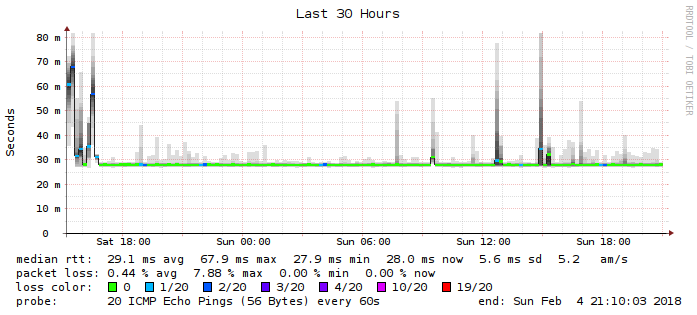 Last 30 Hours
RRDTOOL / TOBI OETIKER
Seconds
80 m
70 m
60 m
50 m
40 m
30 m
20 m
10 m
0
Sat 18:00 Sun 00:00 Sun 06:00 Sun 12:00 Sun 18:00
median rtt: 29.1 ms avg 67.9 ms max 27.9 ms min 28.0 ms now 5.6 ms sd 5.2 am/s
packet loss: 0.44 % avg 7.88 % max 0.00 % min 0.00 % now
loss color: 0 1/20 2/20 3/20 4/20 10/20 19/20
probe: 20 ICMP Echo Pings (56 Bytes) every 60s end: Sun Feb 4 21:10:03 2018